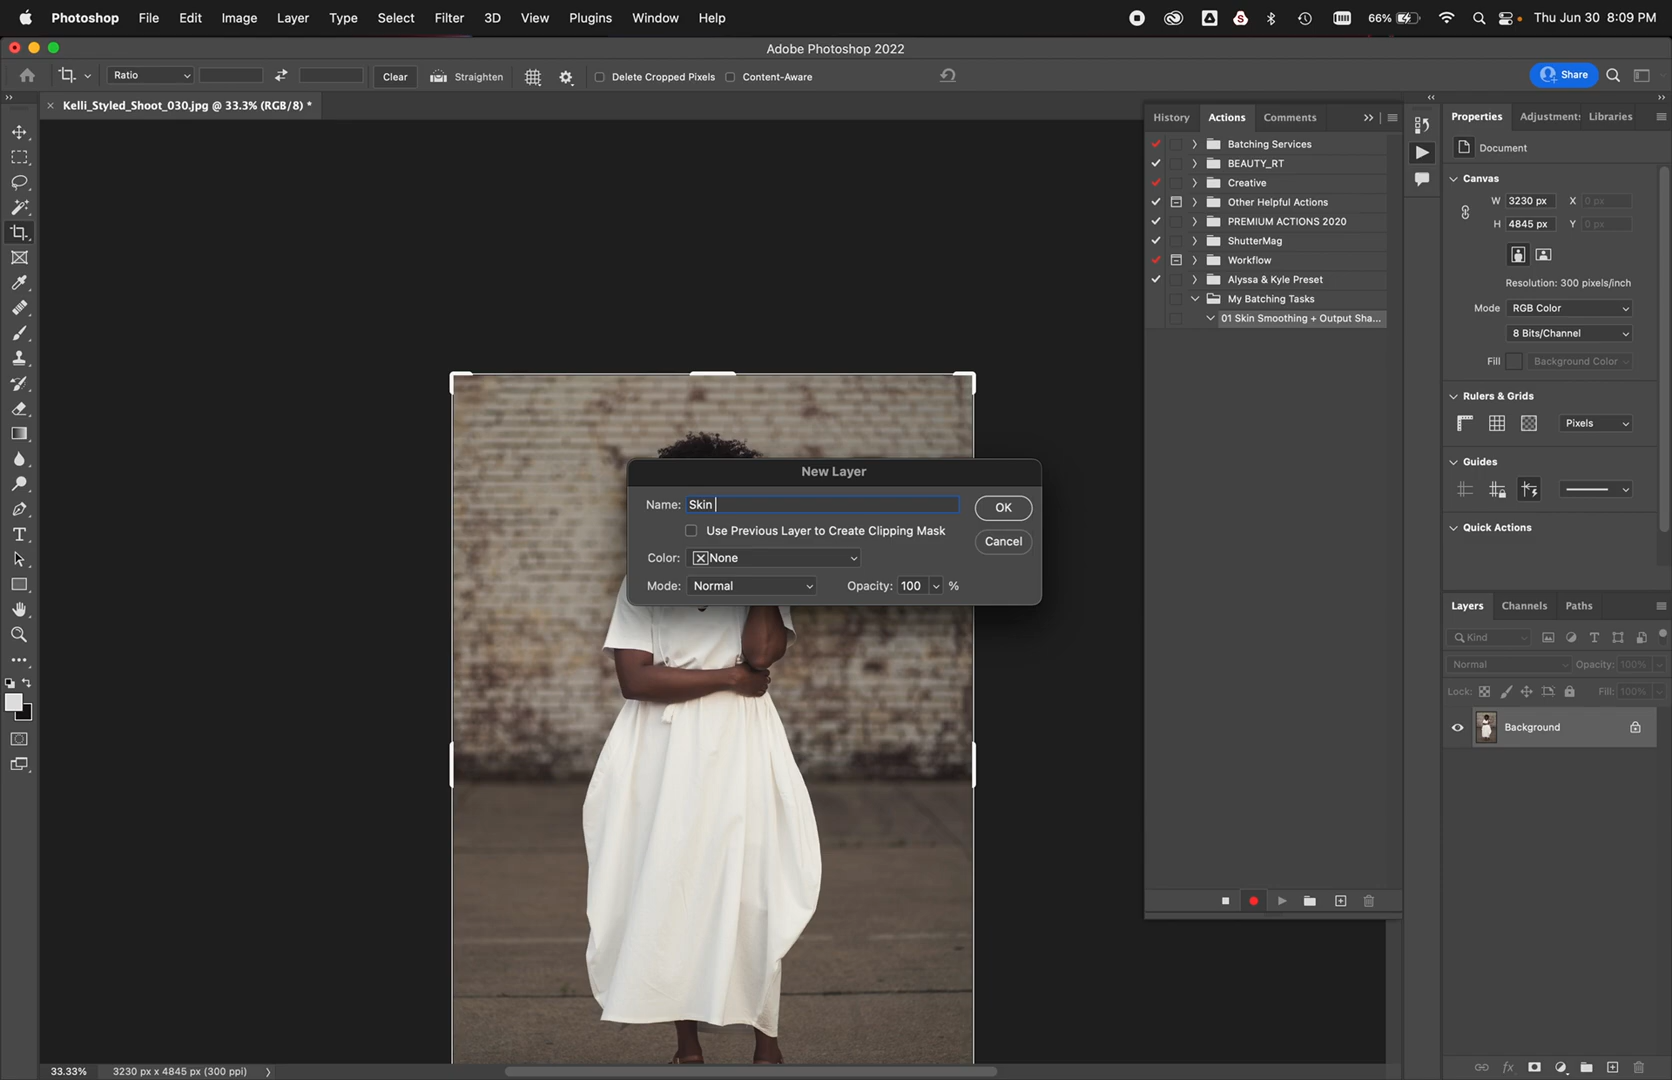 Photoshop File Edit Image Layer Type Select Filter 3D View Plugins Window Help 66% Thu Jun 30 8:09 PM
Adobe Photoshop 2022
Ratio Clear Straighten Delete Cropped Pixels Content-Aware Share
Kelli_Styled_Shoot_030.jpg @ 33.3% (RGB/8) *
History Actions Comments
Batching Services
BEAUTY_RT
Creative
Other Helpful Actions
PREMIUM ACTIONS 2020
ShutterMag
Workflow
Alyssa & Kyle Preset
My Batching Tasks
01 Skin Smoothing + Output Sha...
Properties Adjustments Libraries
Document
Canvas
W 3230 px X 0 px
H 4845 px Y 0 px
Resolution: 300 pixels/inch
Mode RGB Color
8 Bits/Channel
Fill Background Color
Rulers & Grids
Pixels
Guides
Quick Actions
New Layer
Name: Skin
OK
Use Previous Layer to Create Clipping Mask
Cancel
Color: None
Mode: Normal Opacity: 100 %
Layers Channels Paths
Kind
Normal Opacity: 100%
Lock: Fill: 100%
Background
fx
33.33% 3230 px x 4845 px (300 ppi)